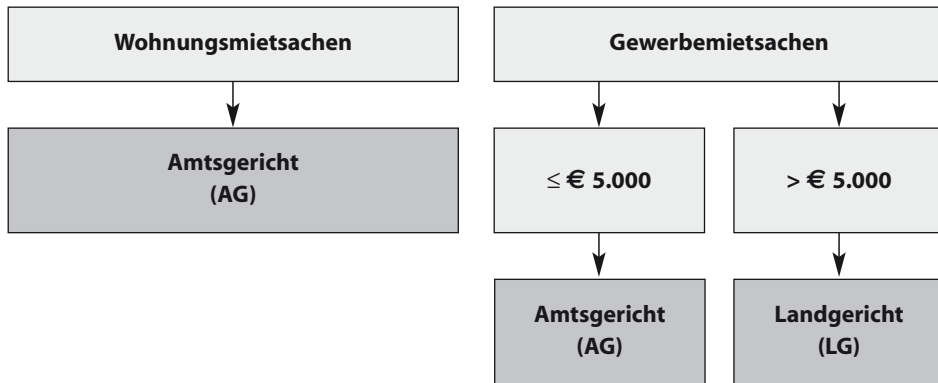 Wohnungsmietsachen
Amtsgericht
(AG)
Gewerbemietsachen
≤ € 5.000
> € 5.000
Amtsgericht
(AG)
Landgericht
(LG)